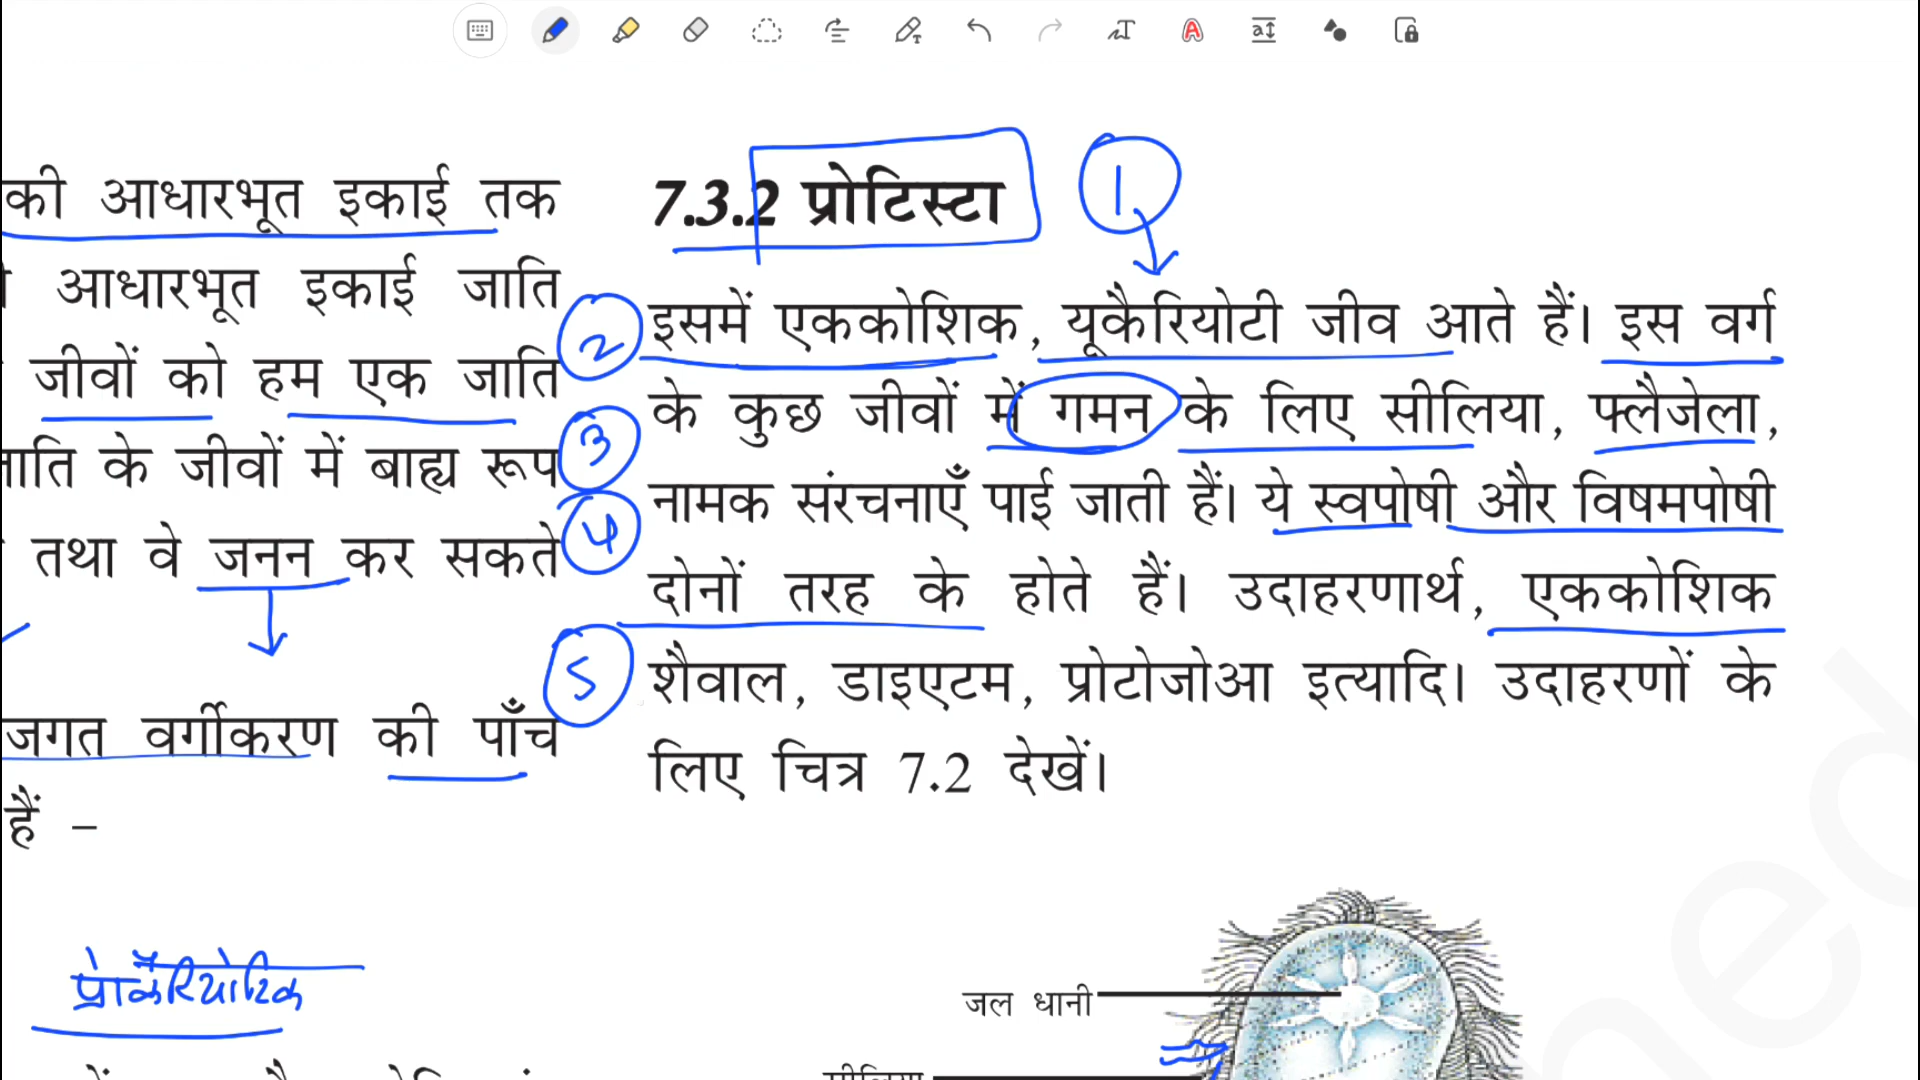 की आधारभूत इकाई तक
आधारभूत इकाई जाति
जीवों को हम एक जाति
जाति के जीवों में बाह्य रूप
तथा वे जनन कर सकते
जगत वर्गीकरण की पाँच
हैं –
प्रोकैरियोटिक
7.3.2 प्रोटिस्टा
1
2
3
4
5
इसमें एककोशिक, यूकैरियोटी जीव आते हैं। इस वर्ग
के कुछ जीवों में गमन के लिए सीलिया, फ्लैजेला,
नामक संरचनाएँ पाई जाती हैं। ये स्वपोषी और विषमपोषी
दोनों तरह के होते हैं। उदाहरणार्थ, एककोशिक
शैवाल, डाइएटम, प्रोटोजोआ इत्यादि। उदाहरणों के
लिए चित्र 7.2 देखें।
जल धानी
सीलिया